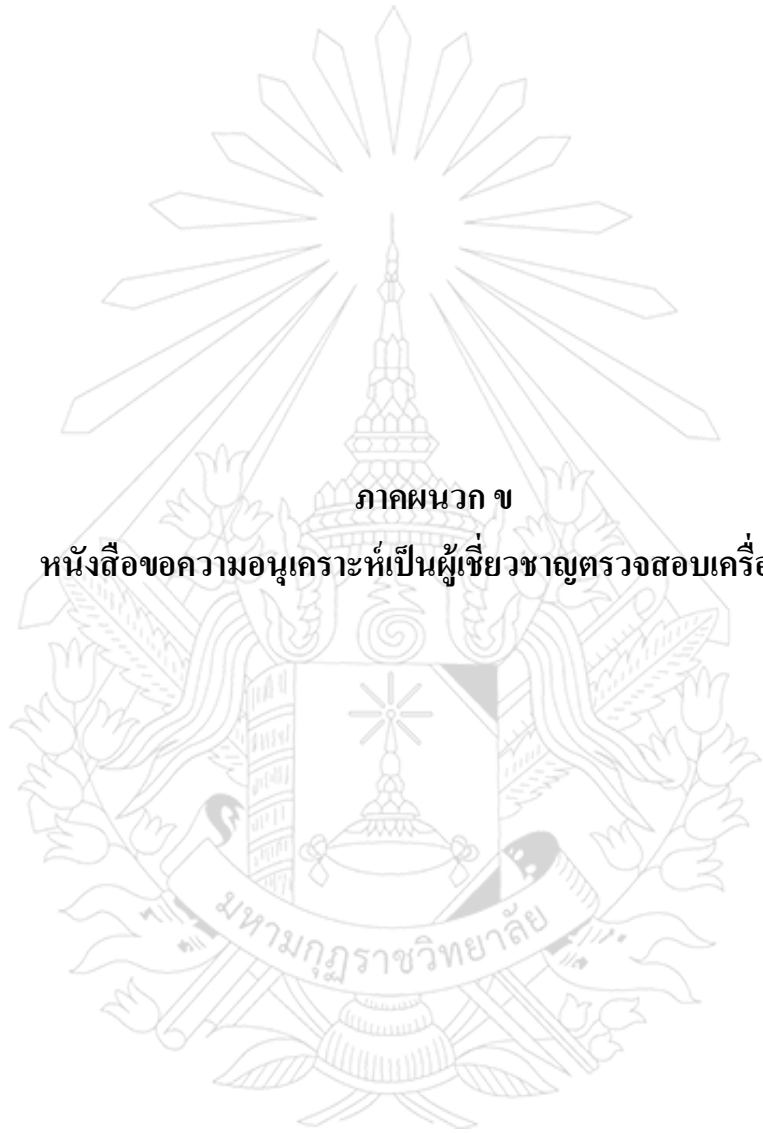 ภาคผนวก ข
หนังสือขอความอนุเคราะห์เป็นผู้เชี่ยวชาญตรวจสอบเครื่อ
มหามกุฏราชวิทยาลัย